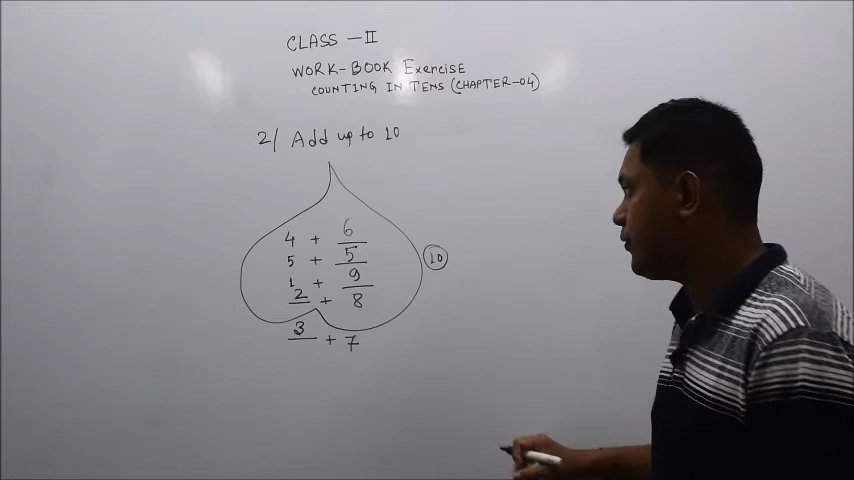 CLASS - II
WORK-BOOK Exercise
COUNTING IN TENS (CHAPTER-04)
2/ Add up to 10
4 + 6
5 + 5
10
1 + 9
2 + 8
3 + 7